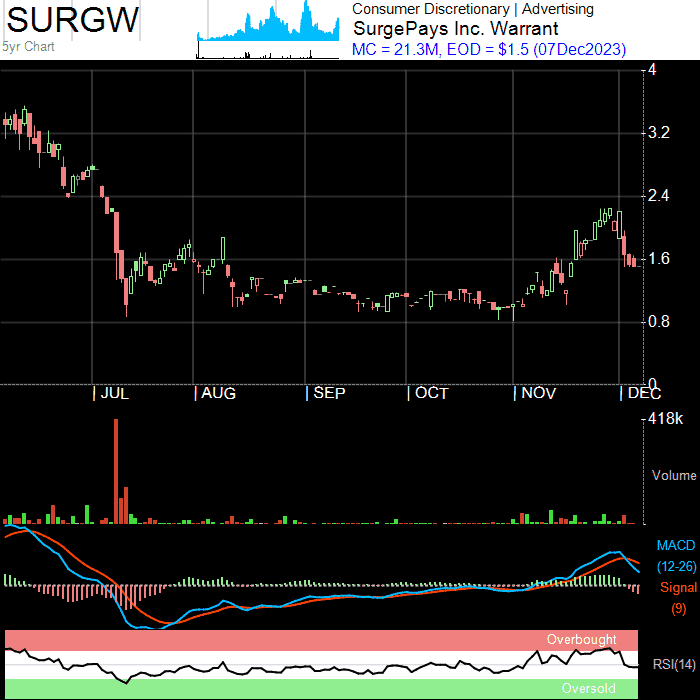 SURGW
5yr Chart
Consumer Discretionary | Advertising
SurgePays Inc. Warrant
MC = 21.3M, EOD = $1.5 (07Dec2023)
4
3.2
2.4
1.6
0.8
0
| JUL | AUG | SEP | OCT | NOV | DEC
418k
Volume
MACD
(12-26)
Signal
(9)
Overbought
RSI(14)
Oversold